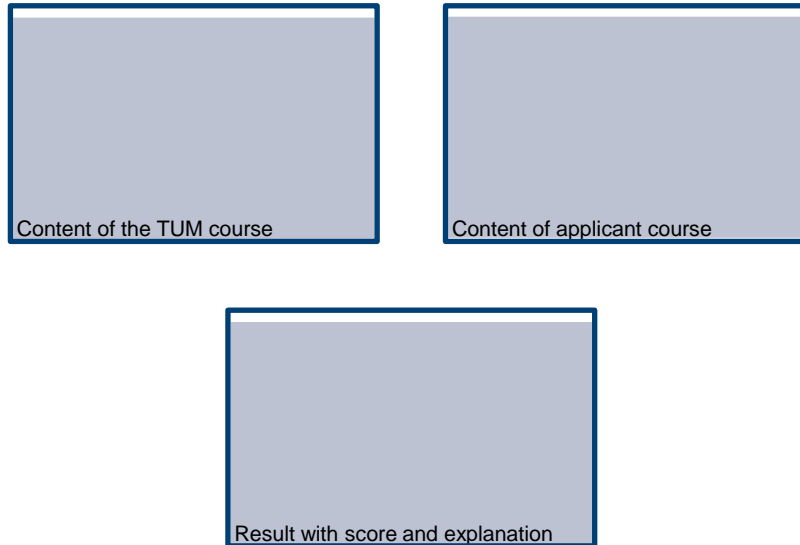 Content of the TUM course
Content of applicant course
Result with score and explanation